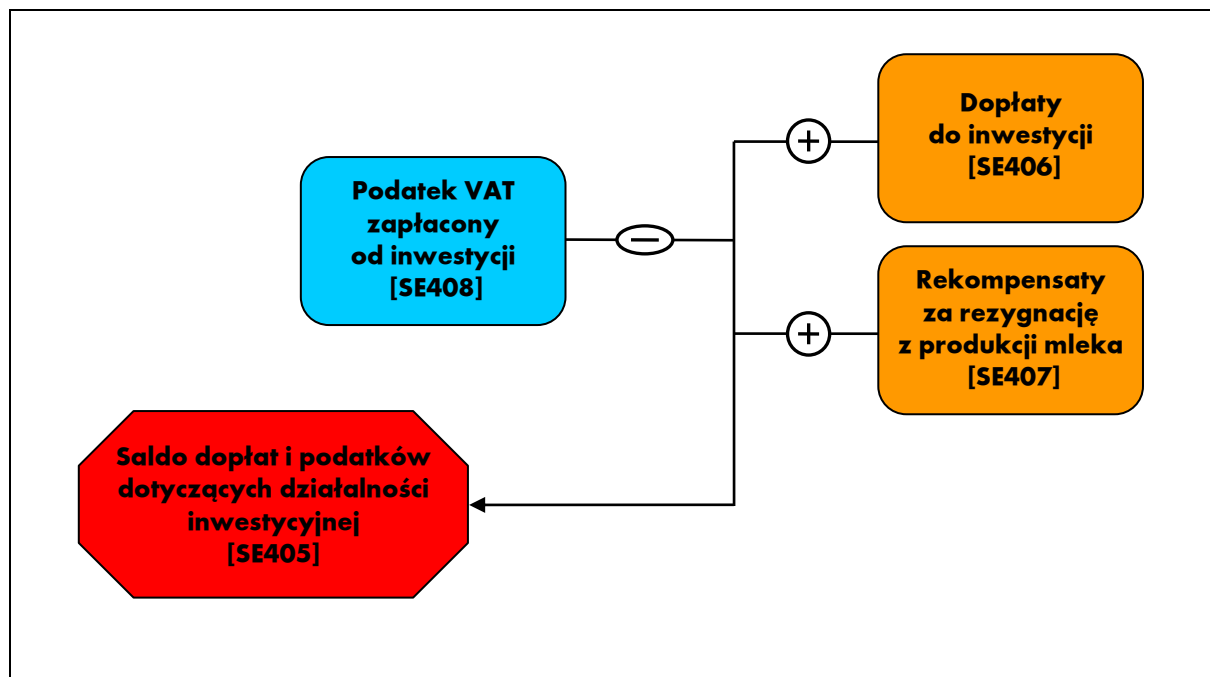 Dopłaty
do inwestycji
[SE406]
Podatek VAT
zapłacony
od inwestycji
[SE408]
Rekompensaty
za rezygnację
z produkcji mleka
[SE407]
Saldo dopłat i podatków
dotyczących działalności
inwestycyjnej
[SE405]